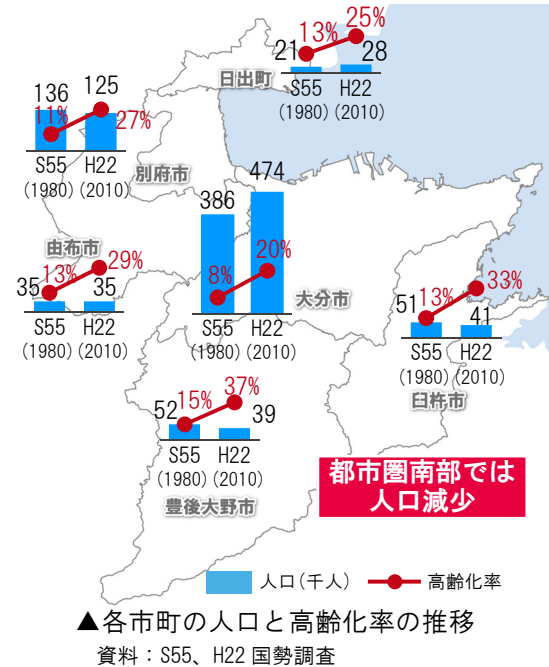 13%
25%
21
28
日出町
S55
H22
(1980)
(2010)
136
125
11%
27%
S55
H22
(1980)
(2010)
別府市
386
474
8%
20%
S55
H22
(1980)
(2010)
大分市
由布市
13%
29%
35
35
S55
H22
(1980)
(2010)
13%
33%
51
41
S55
H22
(1980)
(2010)
臼杵市
15%
37%
52
39
S55
H22
(1980)
(2010)
豊後大野市
都市圏南部では
人口減少
人口(千人)
高齢化率
▲各市町の人口と高齢化率の推移
資料：S55、H22 国勢調査